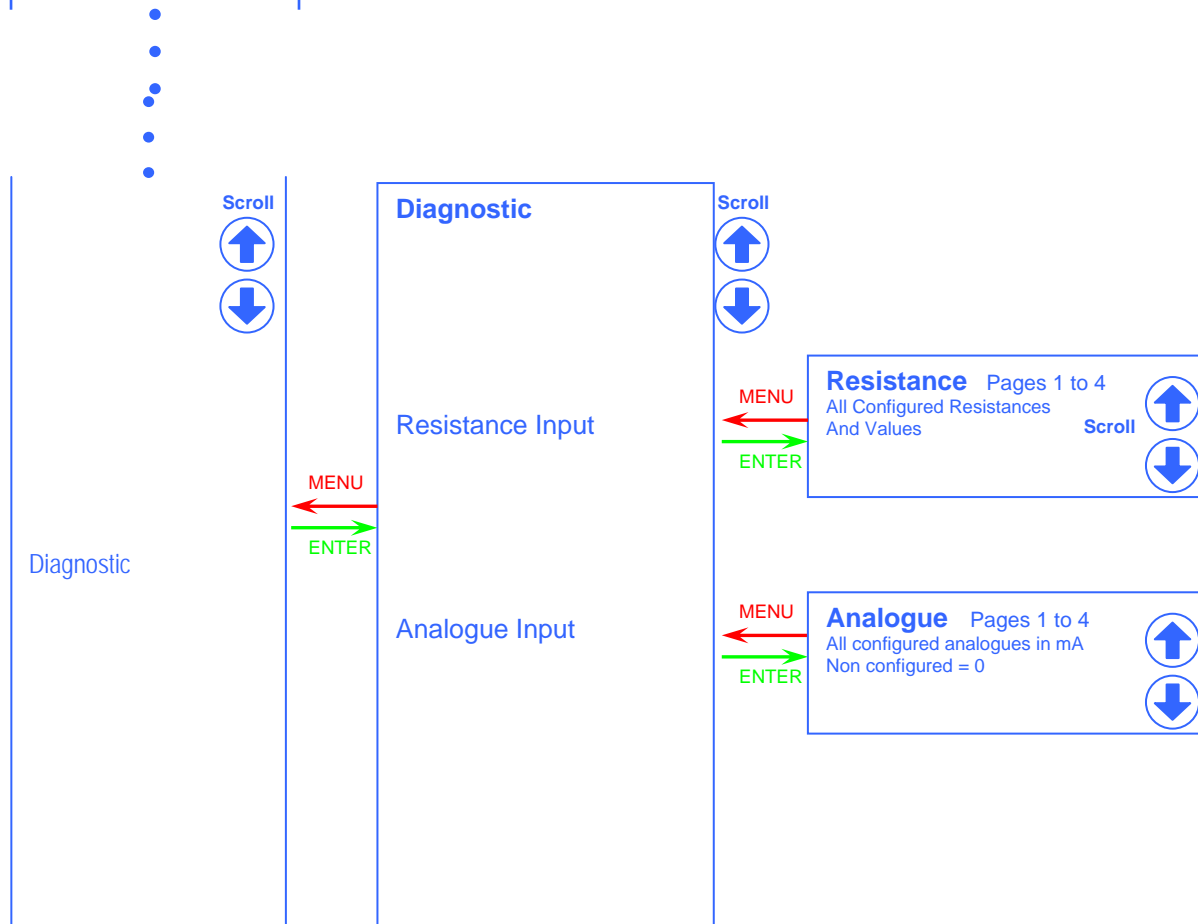 Scroll
Diagnostic
Scroll
Resistance Pages 1 to 4
All Configured Resistances
And Values
Scroll
MENU
ENTER
Resistance Input
MENU
ENTER
Diagnostic
Analogue Input
MENU
ENTER
Analogue Pages 1 to 4
All configured analogues in mA
Non configured = 0